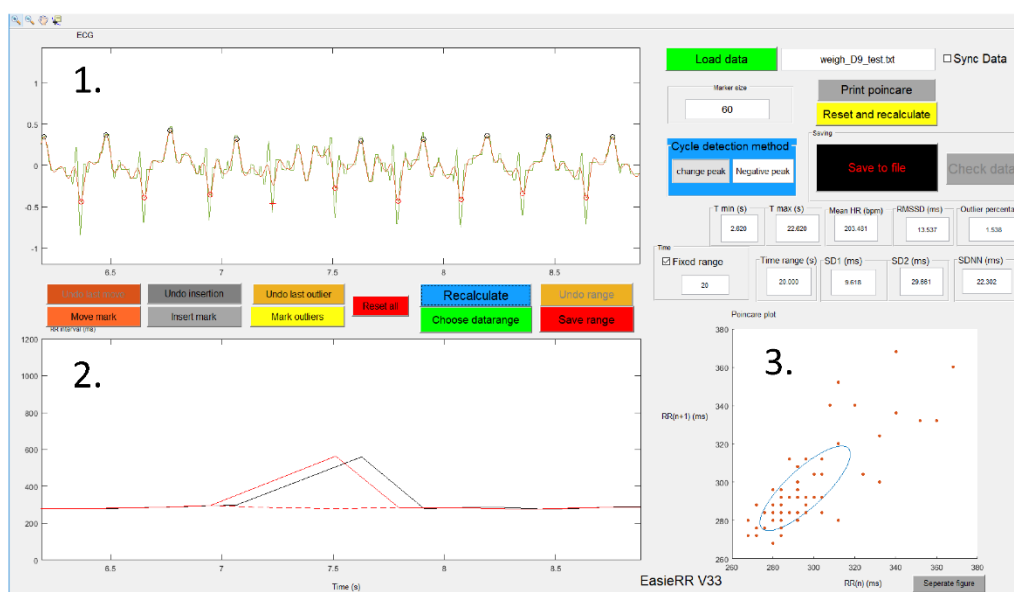 ECG
1.
1
0.5
0
-0.5
-1
6.5 7 7.5 8 8.5
Load data
weigh_D9_test.txt
Sync Data
Marker size
60
Print poincare
Reset and recalculate
Cycle detection method
change peak
Negative peak
Saving
Save to file
Check data
T min (s)
2.620
T max (s)
22.620
Mean HR (bpm)
203.481
RMSSD (ms)
13.537
Outlier percenta
1.538
Time
Fixed range
20
Time range (s)
20.000
SD1 (ms)
9.618
SD2 (ms)
29.881
SDNN (ms)
22.302
Undo last move
Undo insertion
Undo last outlier
Reset all
Recalculate
Undo range
Move mark
Insert mark
Mark outliers
Choose datarange
Save range
RR interval (ms)
2.
1200
1000
800
600
400
200
0
6.5 7 7.5 8 8.5
Time (s)
Poincare plot
3.
RR(n+1) (ms)
380
360
340
320
300
280
260
260 280 300 320 340 360 380
RR(n) (ms)
EasieRR V33
Seperate figure